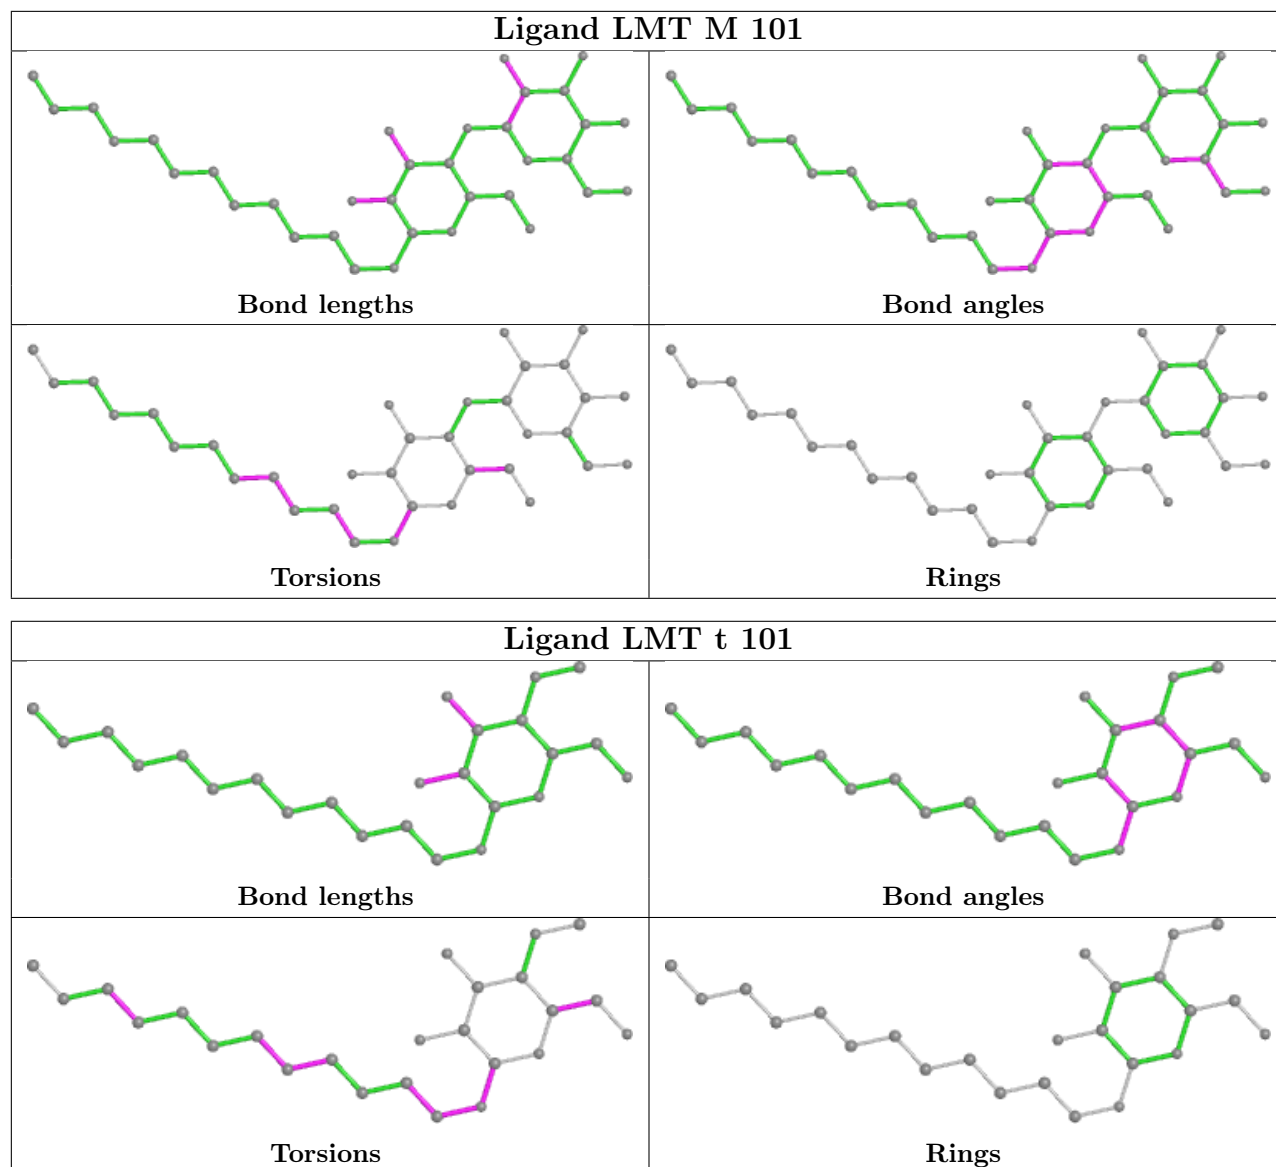 Ligand LMT M 101
Bond lengths
Bond angles
Torsions
Rings
Ligand LMT t 101
Bond lengths
Bond angles
Torsions
Rings